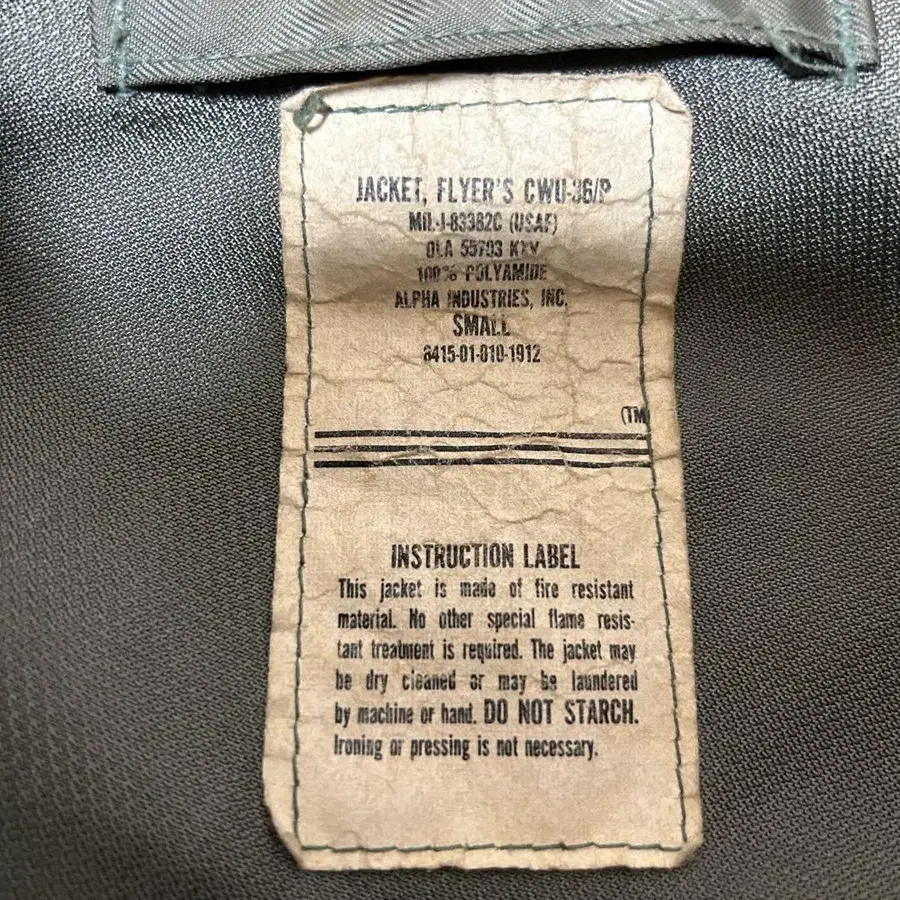 JACKET, FLYER'S CWU-36/P
MIL-J-83382C (USAF)
DLA 55703 KXV
100% POLYAMIDE
ALPHA INDUSTRIES, INC.
SMALL
8415-01-010-1912
(TM
INSTRUCTION LABEL
This jacket is made of fire resistant
material. No other special flame resis-
tant treatment is required. The jacket may
be dry cleaned or may be laundered
by machine or hand. DO NOT STARCH.
Ironing or pressing is not necessary.